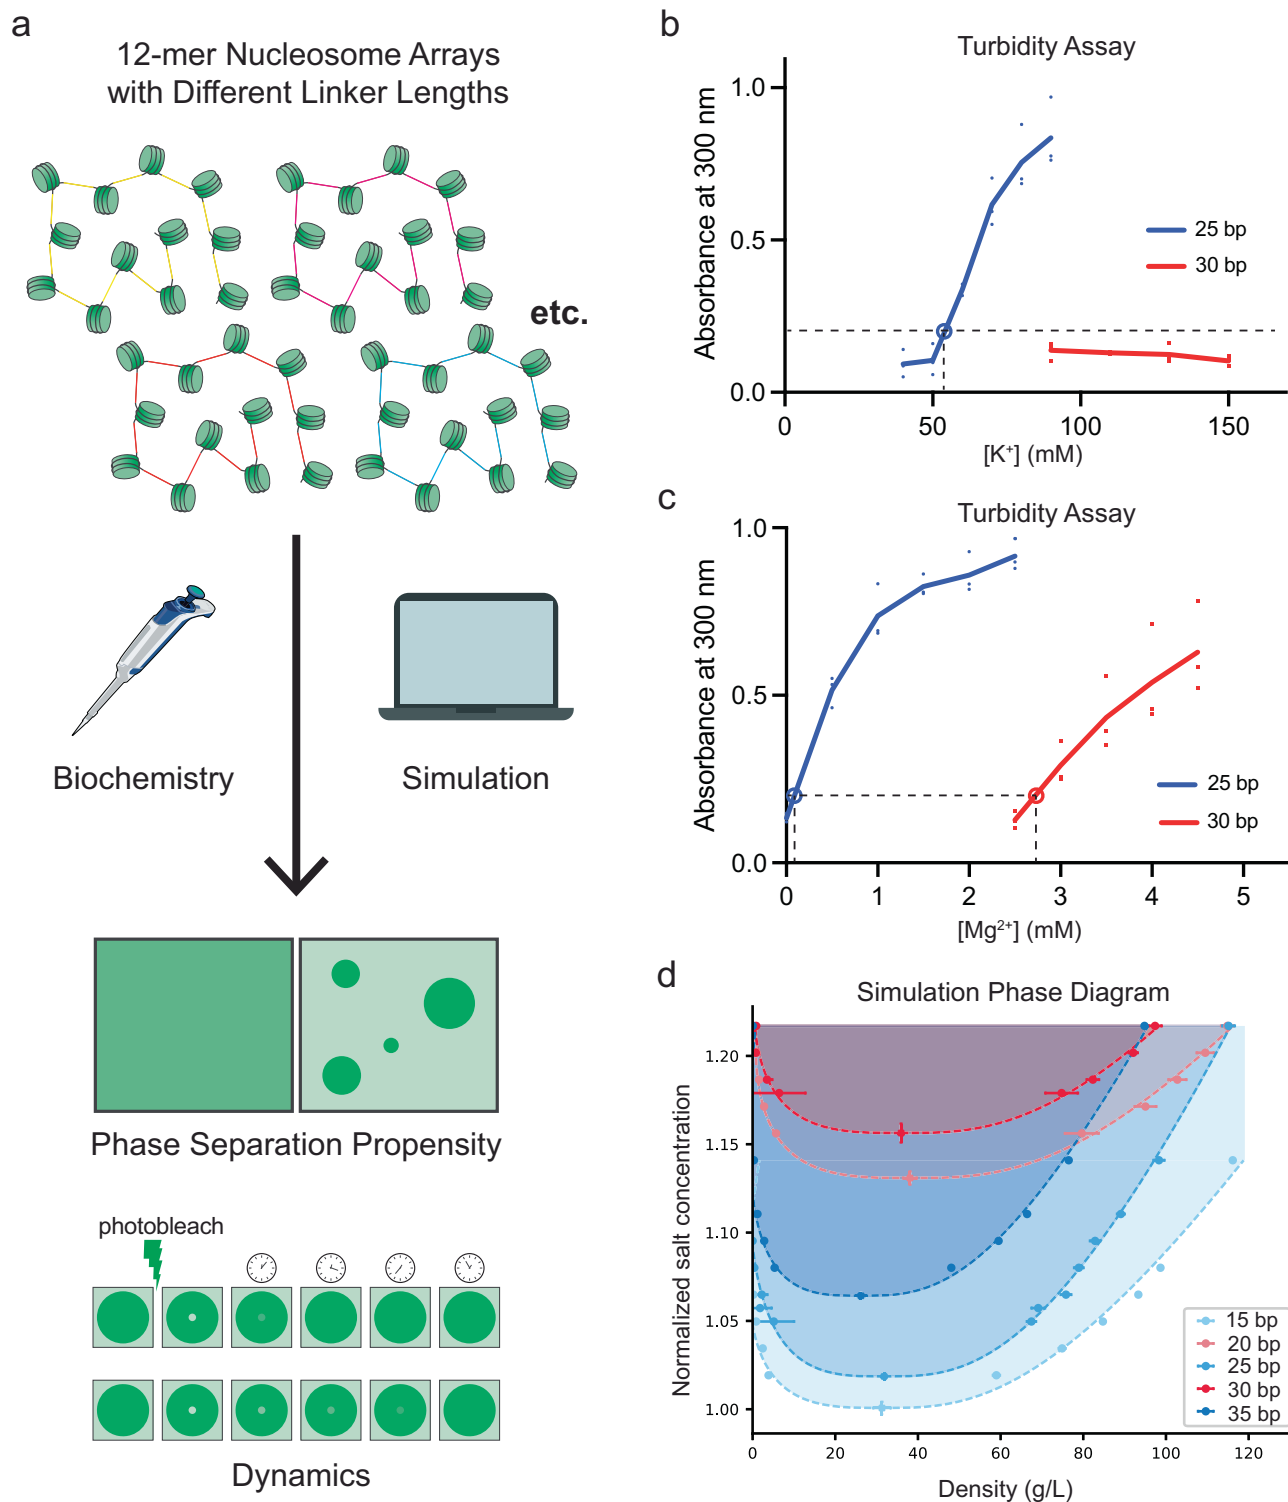 a
12-mer Nucleosome Arrays
with Different Linker Lengths
etc.
Biochemistry
Simulation
Phase Separation Propensity
photobleach
Dynamics
b
Turbidity Assay
Absorbance at 300 nm
1.0
0.5
0.0
0
50
100
150
[K⁺] (mM)
25 bp
30 bp
c
Turbidity Assay
Absorbance at 300 nm
1.0
0.5
0.0
0
1
2
3
4
5
[Mg²⁺] (mM)
25 bp
30 bp
d
Simulation Phase Diagram
Normalized salt concentration
1.20
1.15
1.10
1.05
1.00
0
20
40
60
80
100
120
Density (g/L)
15 bp
20 bp
25 bp
30 bp
35 bp